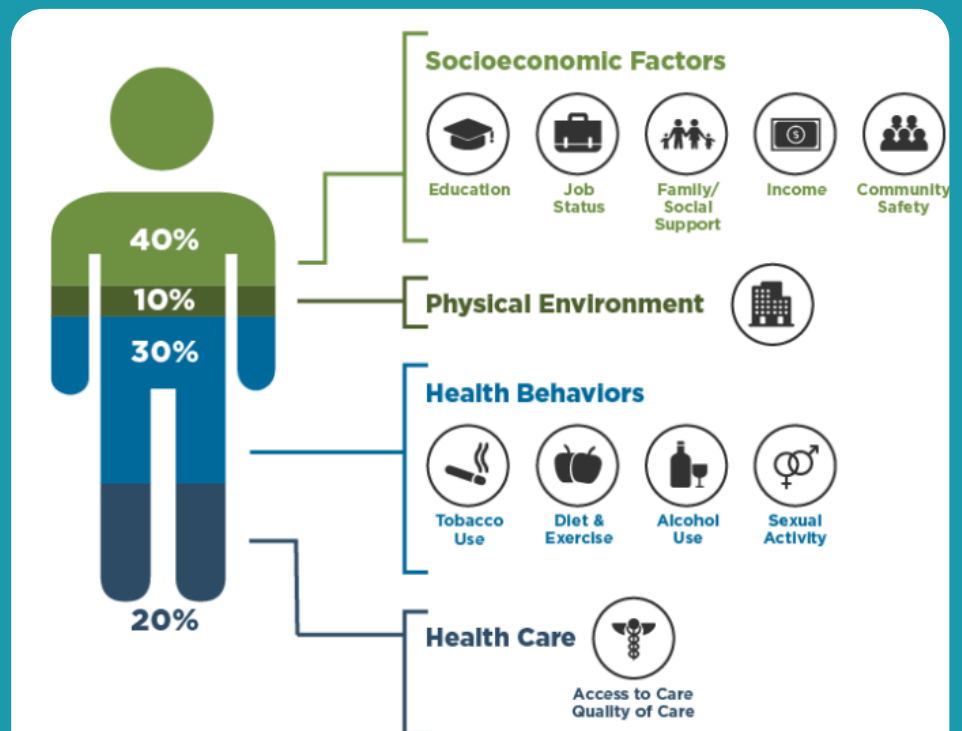 Socioeconomic Factors
Education
Job
Status
Family/
Social
Support
Income
Community
Safety
40%
10%
Physical Environment
30%
Health Behaviors
Tobacco
Use
Diet &
Exercise
Alcohol
Use
Sexual
Activity
20%
Health Care
Access to Care
Quality of Care
$